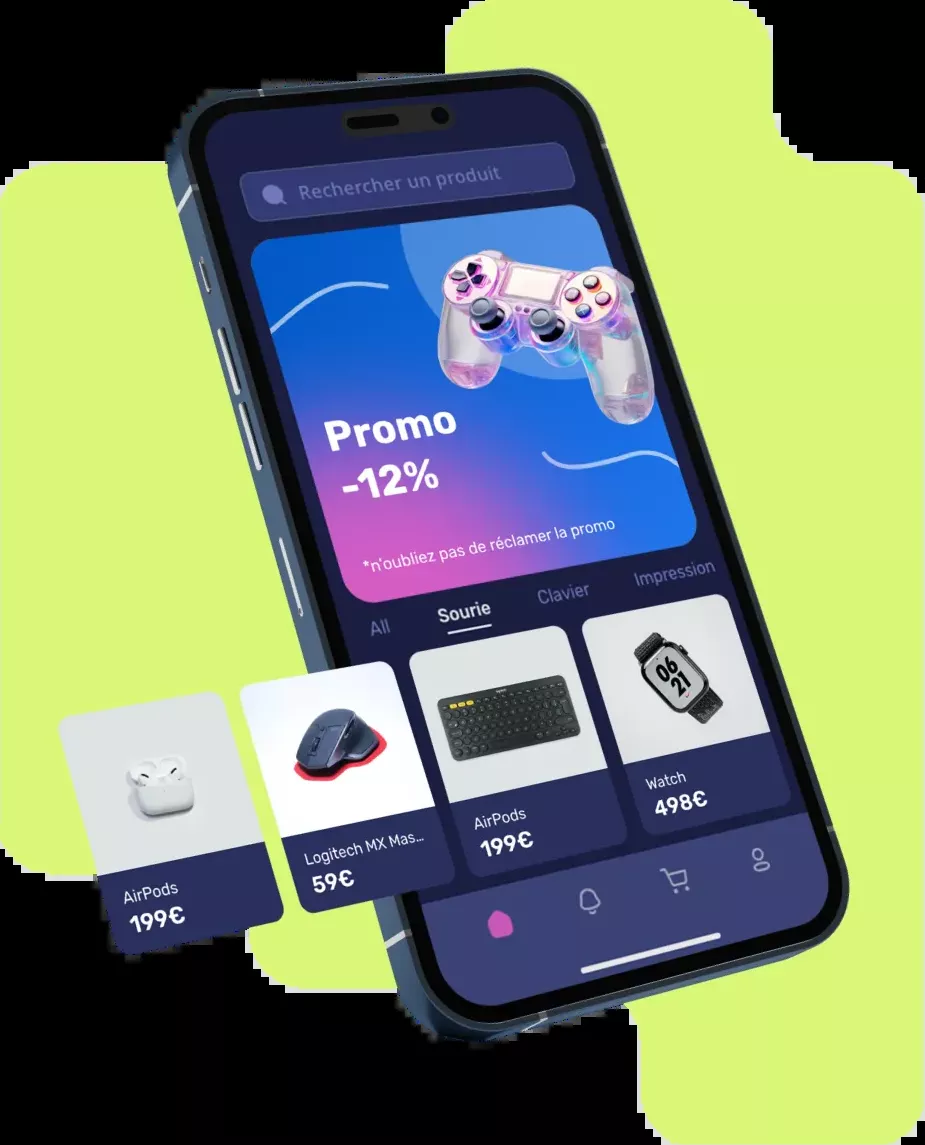 Rechercher un produit
Promo
-12%
*n'oubliez pas de réclamer la promo
All
Sourie
Clavier
Impression
06
21
AirPods
199€
Logitech MX Mas...
59€
AirPods
199€
Watch
498€